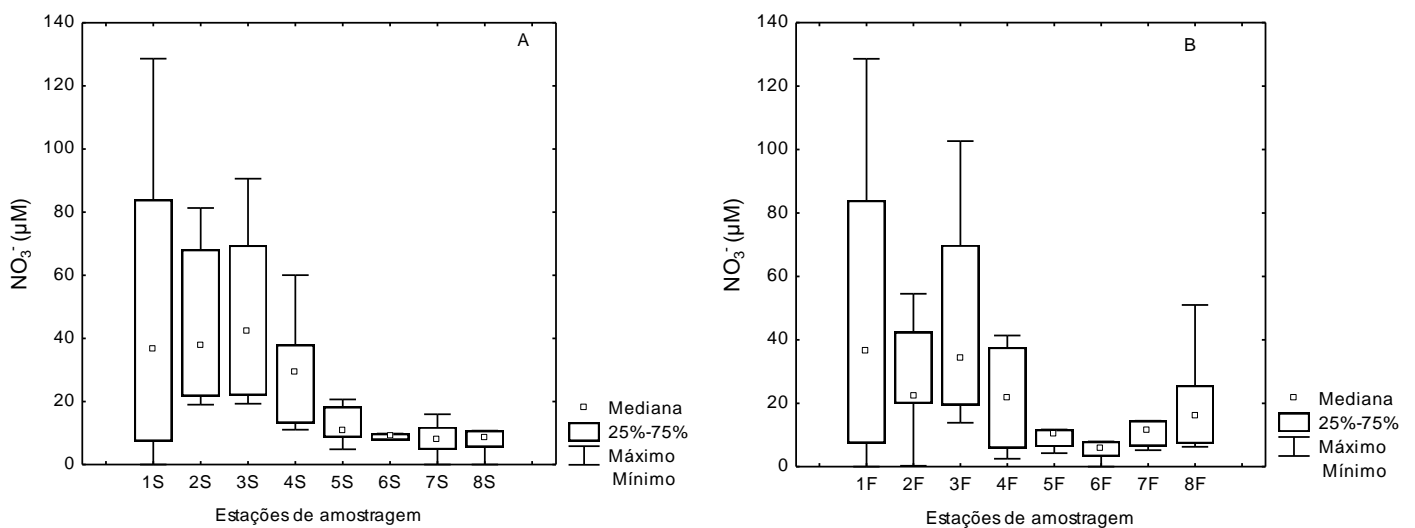 A
140
120
100
80
60
40
20
0
NO₃⁻ (µM)
1S 2S 3S 4S 5S 6S 7S 8S
Estações de amostragem
Mediana
25%-75%
Máximo
Mínimo
B
140
120
100
80
60
40
20
0
NO₃⁻ (µM)
1F 2F 3F 4F 5F 6F 7F 8F
Estações de amostragem
Mediana
25%-75%
Máximo
Mínimo